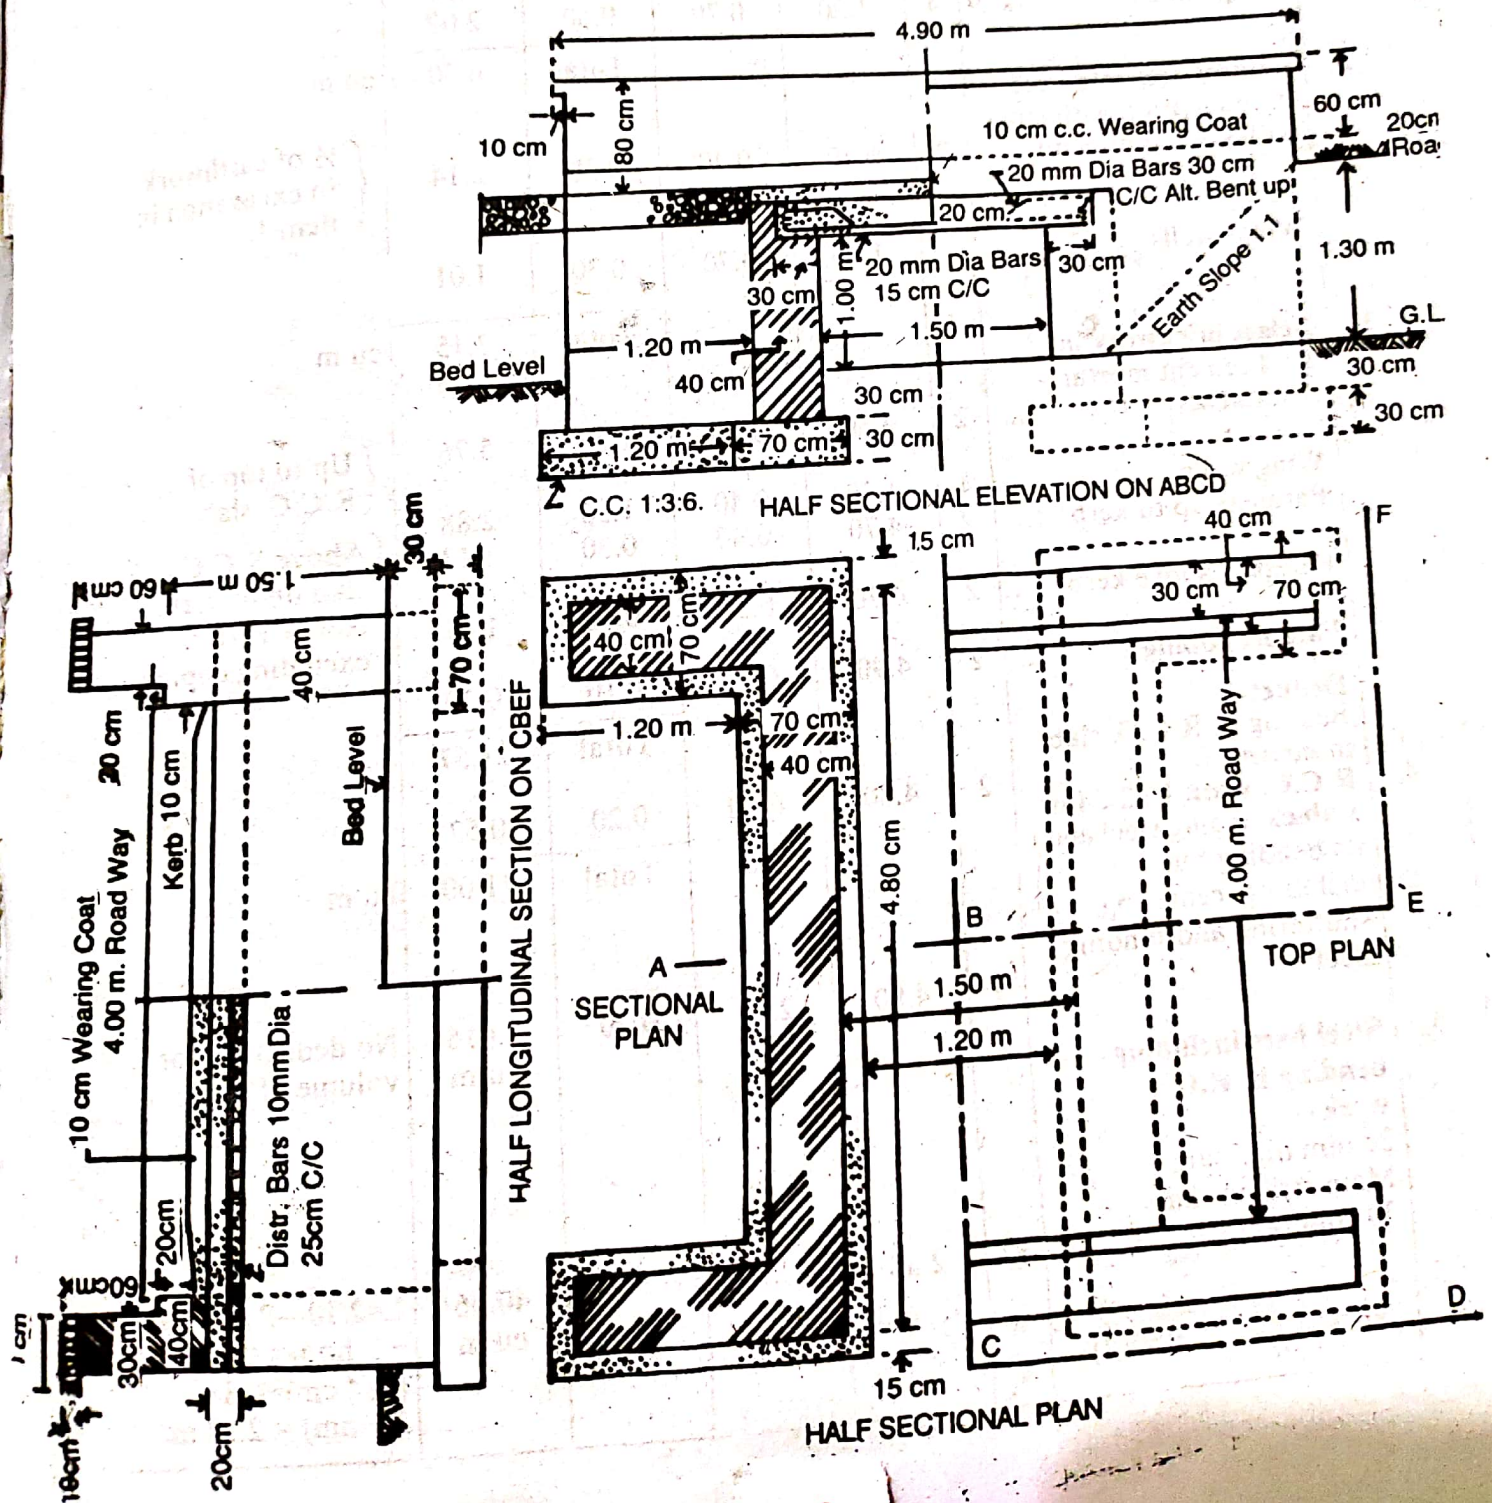 4.90 m
60 cm
20cm
Roa
10 cm
80 cm
10 cm c.c. Wearing Coat
20 mm Dia Bars 30 cm
C/C Alt. Bent up
20 cm
20 mm Dia Bars
15 cm C/C
30 cm
30 cm
1.00 m
1.50 m
Earth Slope 1.1
1.30 m
G.L.
1.20 m
40 cm
Bed Level
30 cm
30 cm
30 cm
30 cm
1.20 m
70 cm
C.C. 1:3:6.
HALF SECTIONAL ELEVATION ON ABCD
60 cm
1.50 m
30 cm
40 cm
70 cm
20 cm
Kerb 10 cm
Bed Level
10 cm Wearing Coat
4.00 m. Road Way
Distr. Bars 10mm Dia
25cm C/C
60cm
20cm
30cm
40cm
10cm
20cm
HALF LONGITUDINAL SECTION ON CBEF
15 cm
40 cm
70 cm
1.20 m
70 cm
40 cm
4.80 cm
A
SECTIONAL
PLAN
15 cm
HALF SECTIONAL PLAN
40 cm
F
30 cm
70 cm
4.00 m. Road Way
B
E
TOP PLAN
1.50 m
1.20 m
C
D